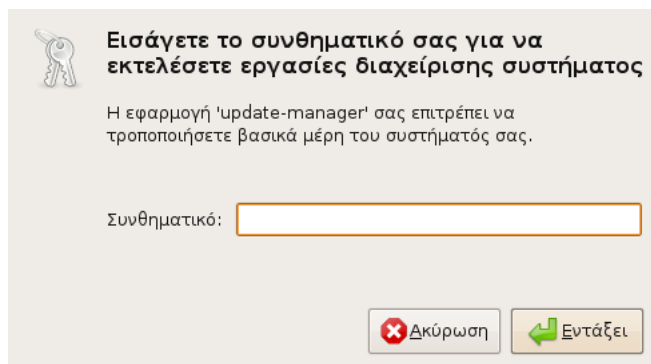 Εισάγετε το συνθηματικό σας για να
εκτελέσετε εργασίες διαχείρισης συστήματος
Η εφαρμογή 'update-manager' σας επιτρέπει να
τροποποιήσετε βασικά μέρη του συστήματός σας.
Συνθηματικό:
Ακύρωση
Εντάξει